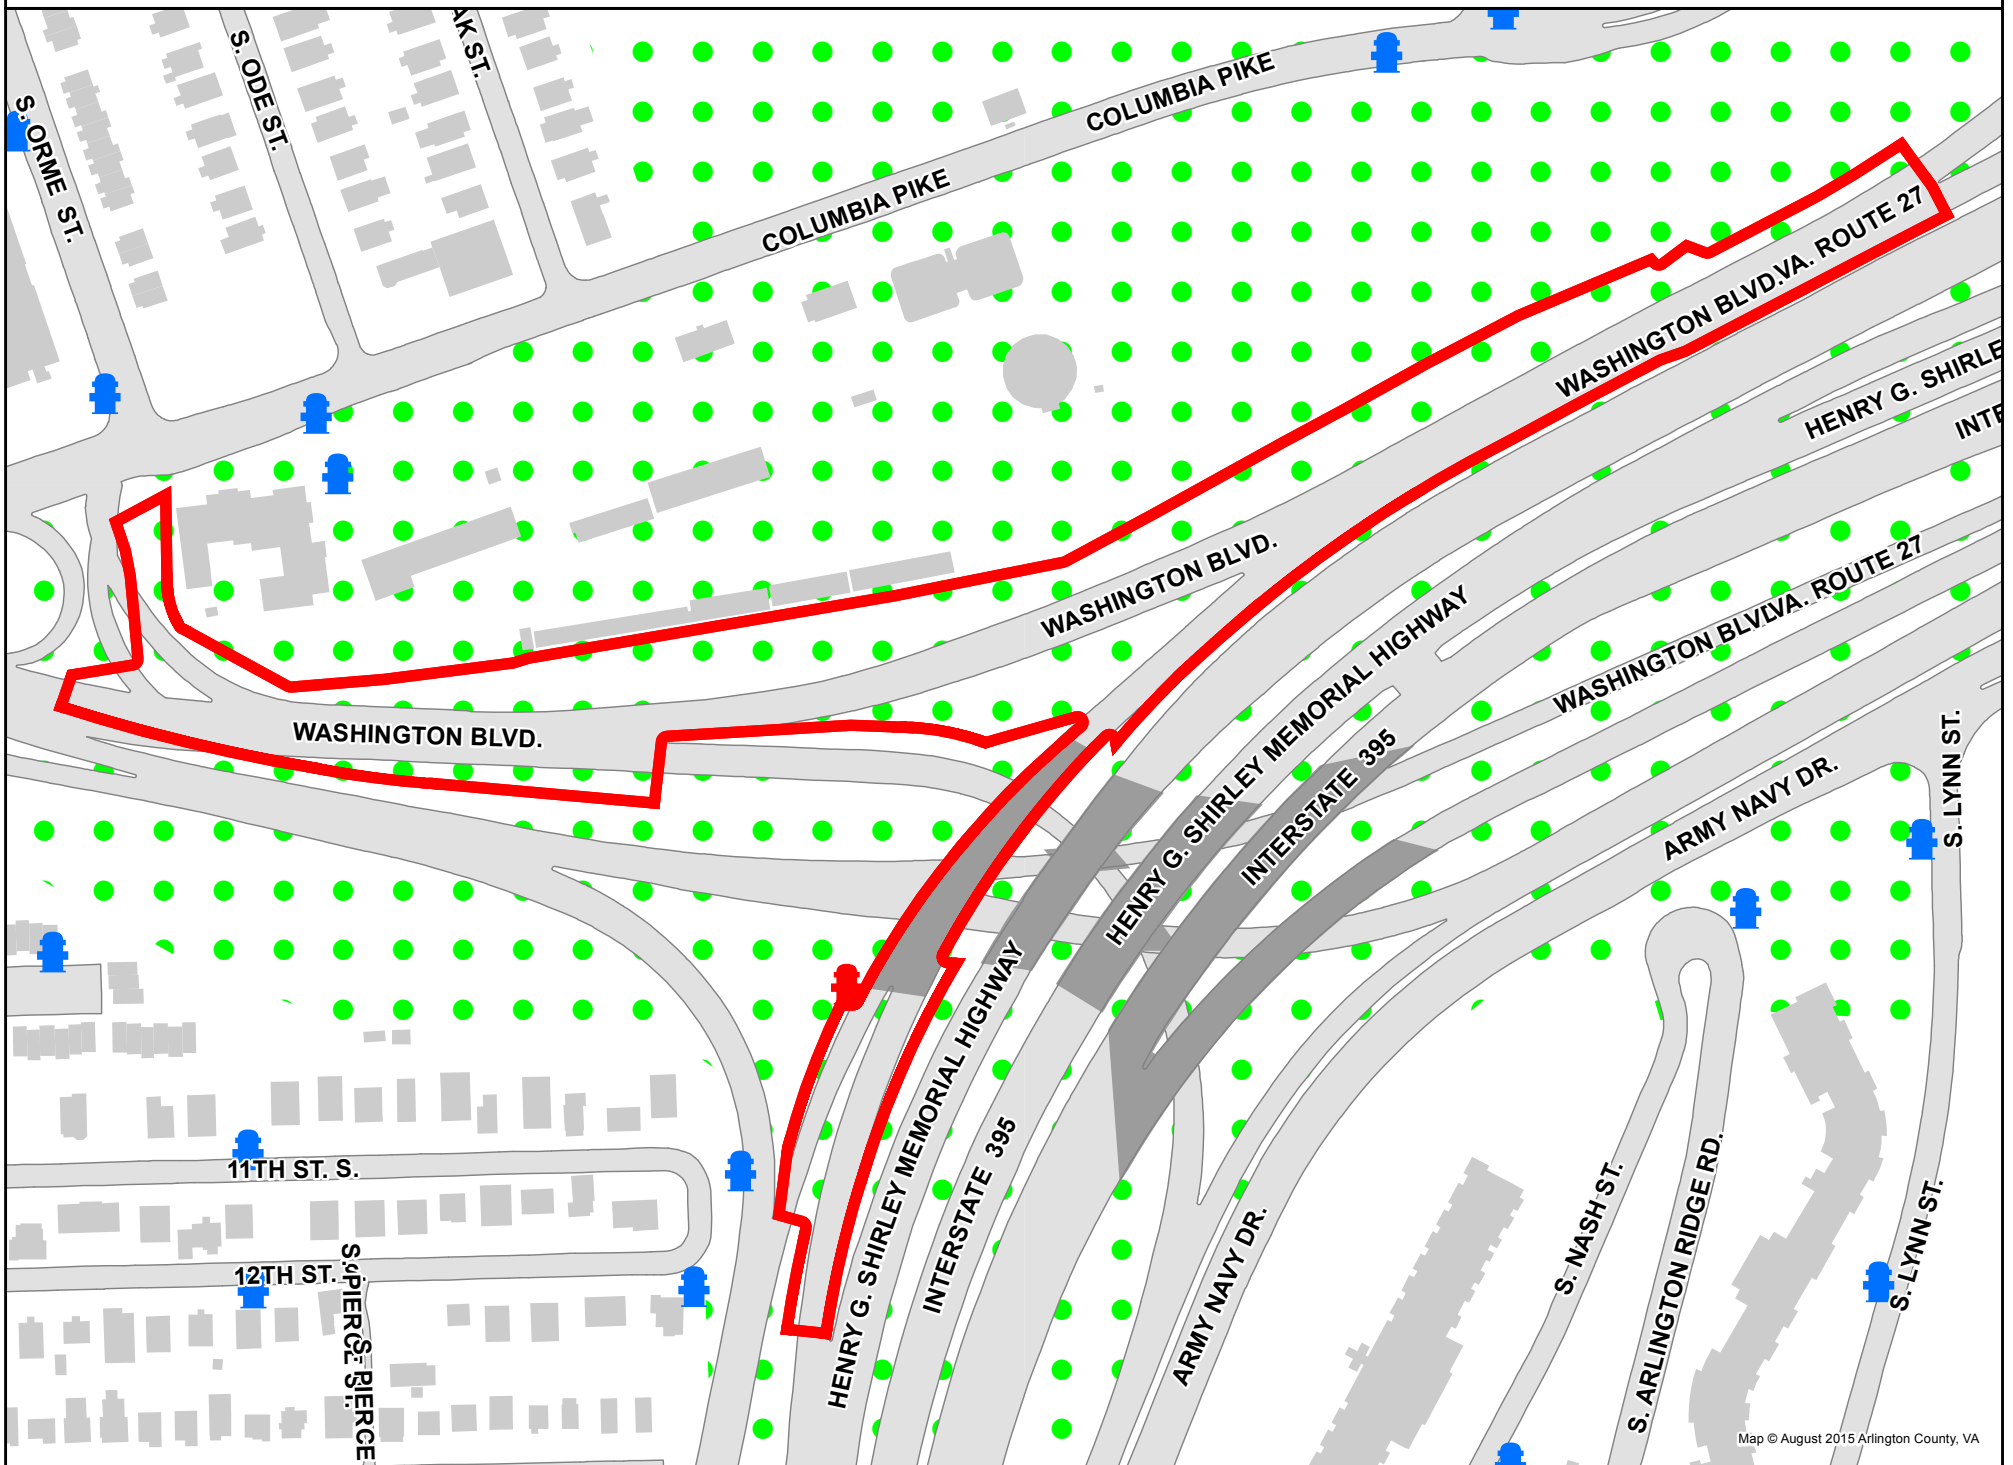 S. ORME ST.
S. ODE ST.
AK ST.
COLUMBIA PIKE
COLUMBIA PIKE
WASHINGTON BLVD.
VA. ROUTE 27
HENRY G. SHIRLE
INTE
WASHINGTON BLVD.
WASHINGTON BLVD.
HENRY G. SHIRLEY MEMORIAL HIGHWAY
INTERSTATE 395
WASHINGTON BLVD
VA. ROUTE 27
ARMY NAVY DR.
S. LYNN ST.
HENRY G. SHIRLEY MEMORIAL HIGHWAY
INTERSTATE 395
ARMY NAVY DR.
S. NASH ST.
S. ARLINGTON RIDGE RD.
S. LYNN ST.
11TH ST. S.
12TH ST. S.
S. PIERCE ST.
S. PIERCE
Map © August 2015 Arlington County, VA